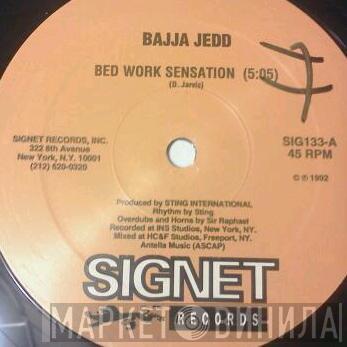 BAJJA JEDD
BED WORK SENSATION (5:05)
(D. Jarvis)
SIGNET RECORDS, INC.
322 8th Avenue
New York, N.Y. 10001
(212) 620-0320
SIG133-A
45 RPM
© ℗ 1992
Produced by STING INTERNATIONAL
Rhythm by Sting
Overdubs and Horns by Sir Raphael
Recorded at INS Studios, New York, NY.
Mixed at HC&F Studios, Freeport, NY.
Antella Music (ASCAP)
SIGNET
RECORDS
МАРКЕТ ВИНИЛА